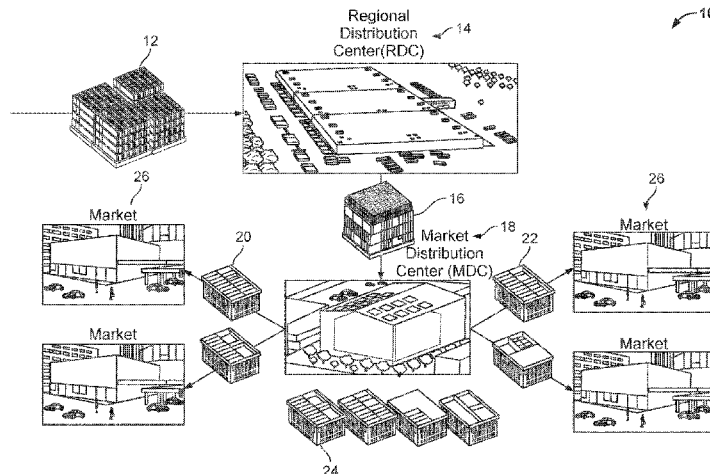 10
Regional
Distribution
Center(RDC)
14
12
26
Market
20
16
Market
Distribution
Center (MDC)
18
22
26
Market
Market
Market
24